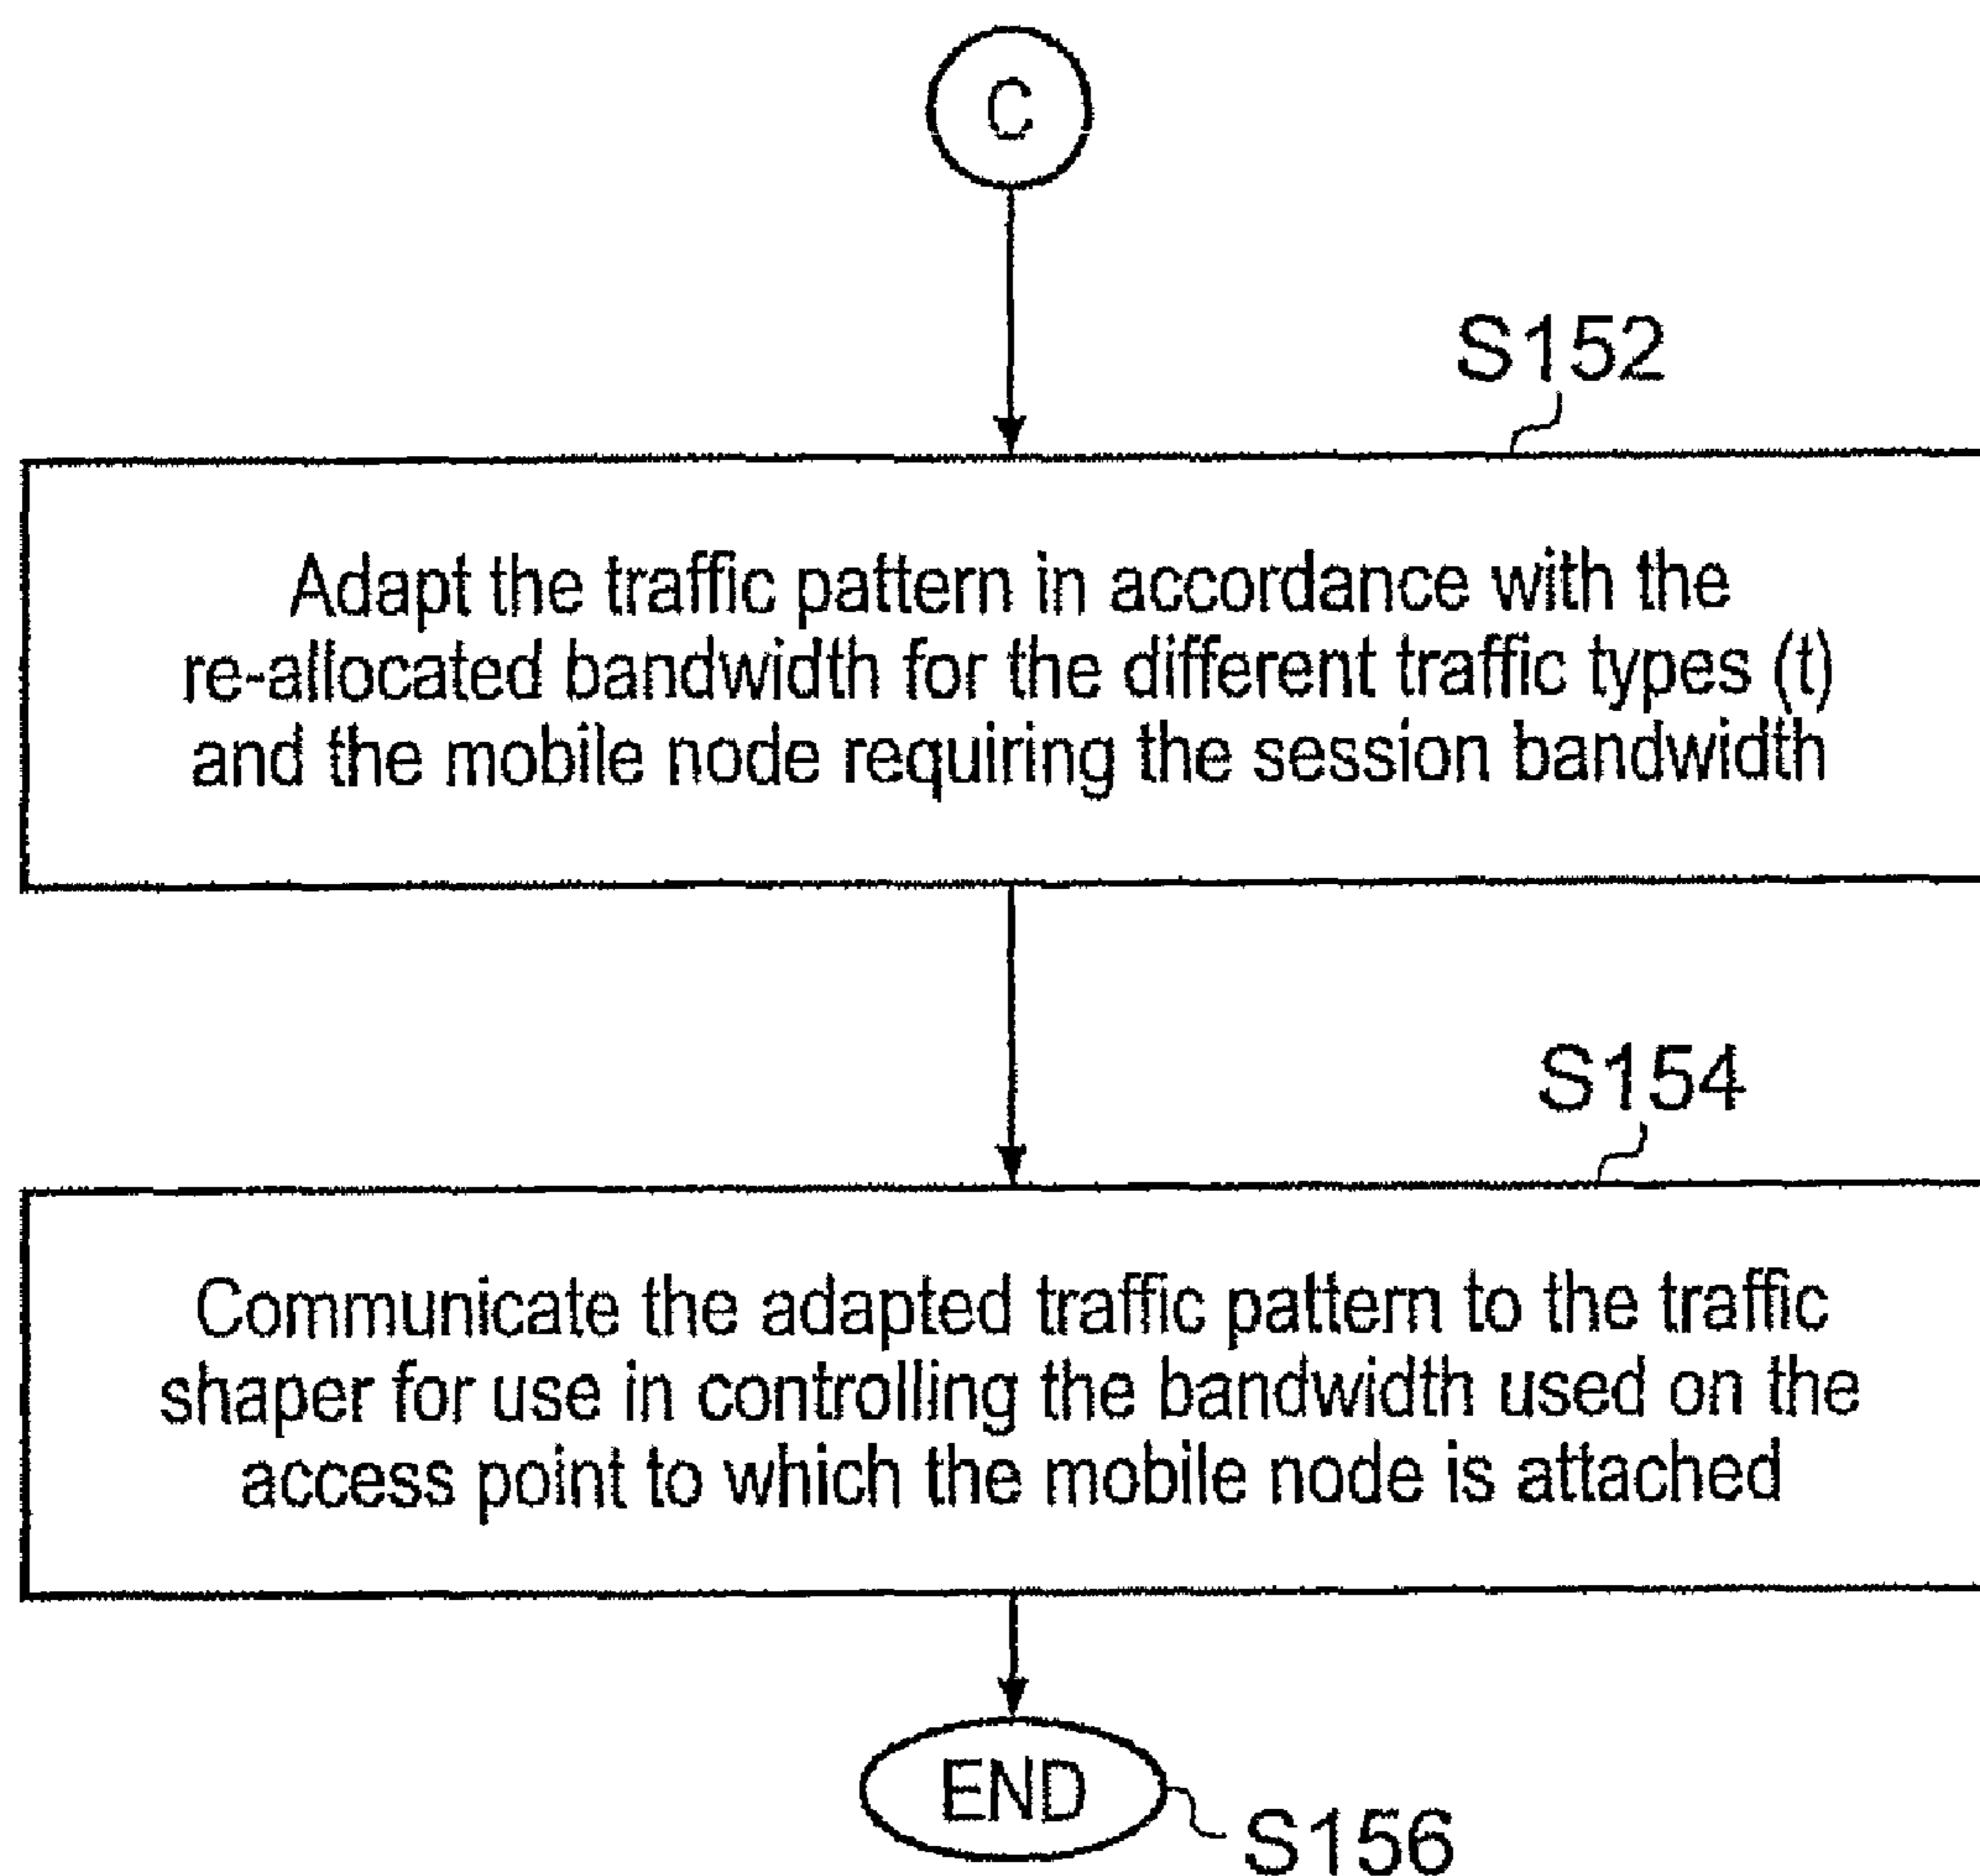 C
S152
Adapt the traffic pattern in accordance with the
re-allocated bandwidth for the different traffic types (t)
and the mobile node requiring the session bandwidth
S154
Communicate the adapted traffic pattern to the traffic
shaper for use in controlling the bandwidth used on the
access point to which the mobile node is attached
END
S156